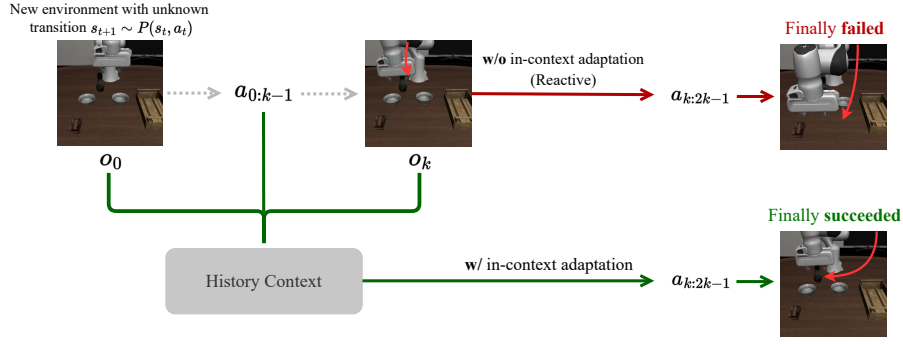 New environment with unknown
transition $s_{t+1} \sim P(s_t, a_t)$
$o_0$
$a_{0:k-1}$
$o_k$
w/o in-context adaptation
(Reactive)
$a_{k:2k-1}$
Finally failed
History Context
w/ in-context adaptation
$a_{k:2k-1}$
Finally succeeded